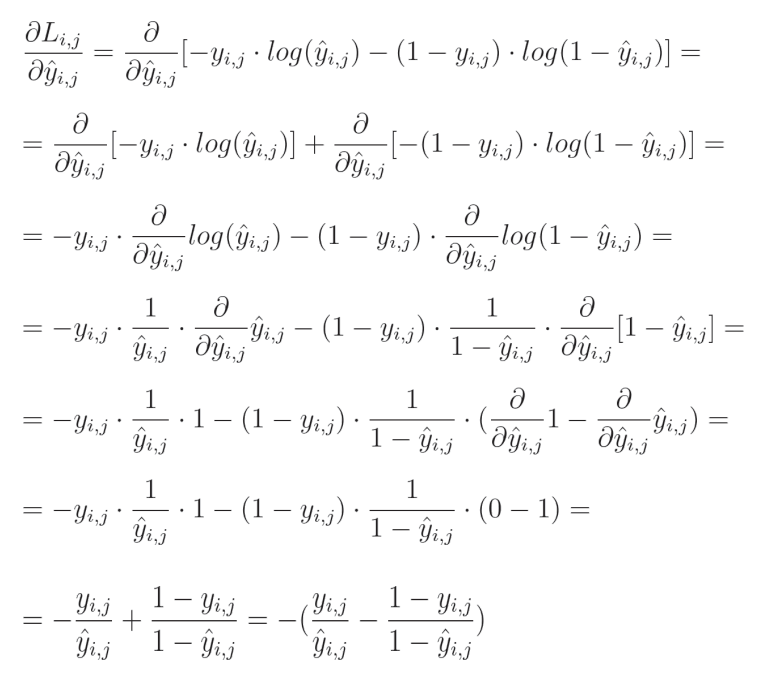 ∂L_{i,j}/∂ŷ_{i,j} = ∂/∂ŷ_{i,j} [−y_{i,j} · log(ŷ_{i,j}) − (1 − y_{i,j}) · log(1 − ŷ_{i,j})] =
= ∂/∂ŷ_{i,j} [−y_{i,j} · log(ŷ_{i,j})] + ∂/∂ŷ_{i,j} [−(1 − y_{i,j}) · log(1 − ŷ_{i,j})] =
= −y_{i,j} · ∂/∂ŷ_{i,j} log(ŷ_{i,j}) − (1 − y_{i,j}) · ∂/∂ŷ_{i,j} log(1 − ŷ_{i,j}) =
= −y_{i,j} · 1/ŷ_{i,j} · ∂/∂ŷ_{i,j} ŷ_{i,j} − (1 − y_{i,j}) · 1/(1 − ŷ_{i,j}) · ∂/∂ŷ_{i,j} [1 − ŷ_{i,j}] =
= −y_{i,j} · 1/ŷ_{i,j} · 1 − (1 − y_{i,j}) · 1/(1 − ŷ_{i,j}) · (∂/∂ŷ_{i,j} 1 − ∂/∂ŷ_{i,j} ŷ_{i,j}) =
= −y_{i,j} · 1/ŷ_{i,j} · 1 − (1 − y_{i,j}) · 1/(1 − ŷ_{i,j}) · (0 − 1) =
= −y_{i,j}/ŷ_{i,j} + (1 − y_{i,j})/(1 − ŷ_{i,j}) = −(y_{i,j}/ŷ_{i,j} − (1 − y_{i,j})/(1 − ŷ_{i,j}))